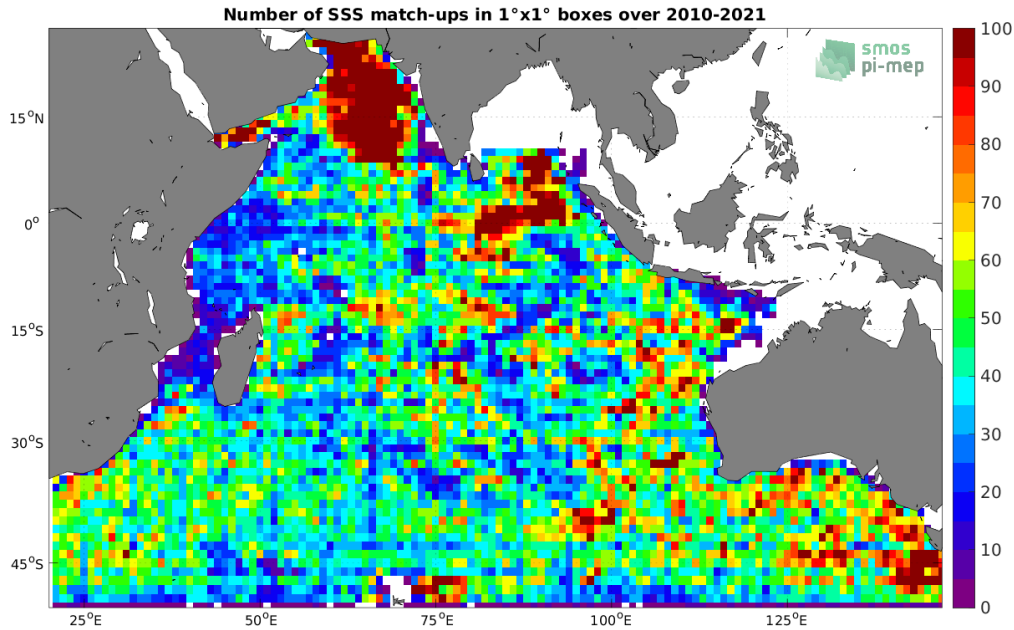 Number of SSS match-ups in 1°x1° boxes over 2010-2021
smos
pi-mep
100
90
80
70
60
50
40
30
20
10
0
15°N
0°
15°S
30°S
45°S
25°E
50°E
75°E
100°E
125°E